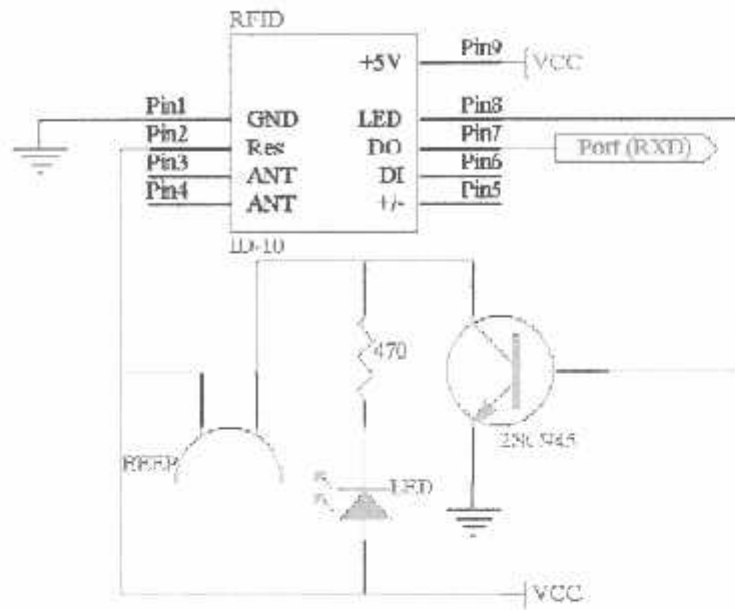 RFID
+5V
Pin9
VCC
Pin1
GND
LED
Pin8
Pin2
Res
DO
Pin7
Port (RXD)
Pin3
ANT
DI
Pin6
Pin4
ANT
+/-
Pin5
ID-10
470
BEEP
LED
VCC